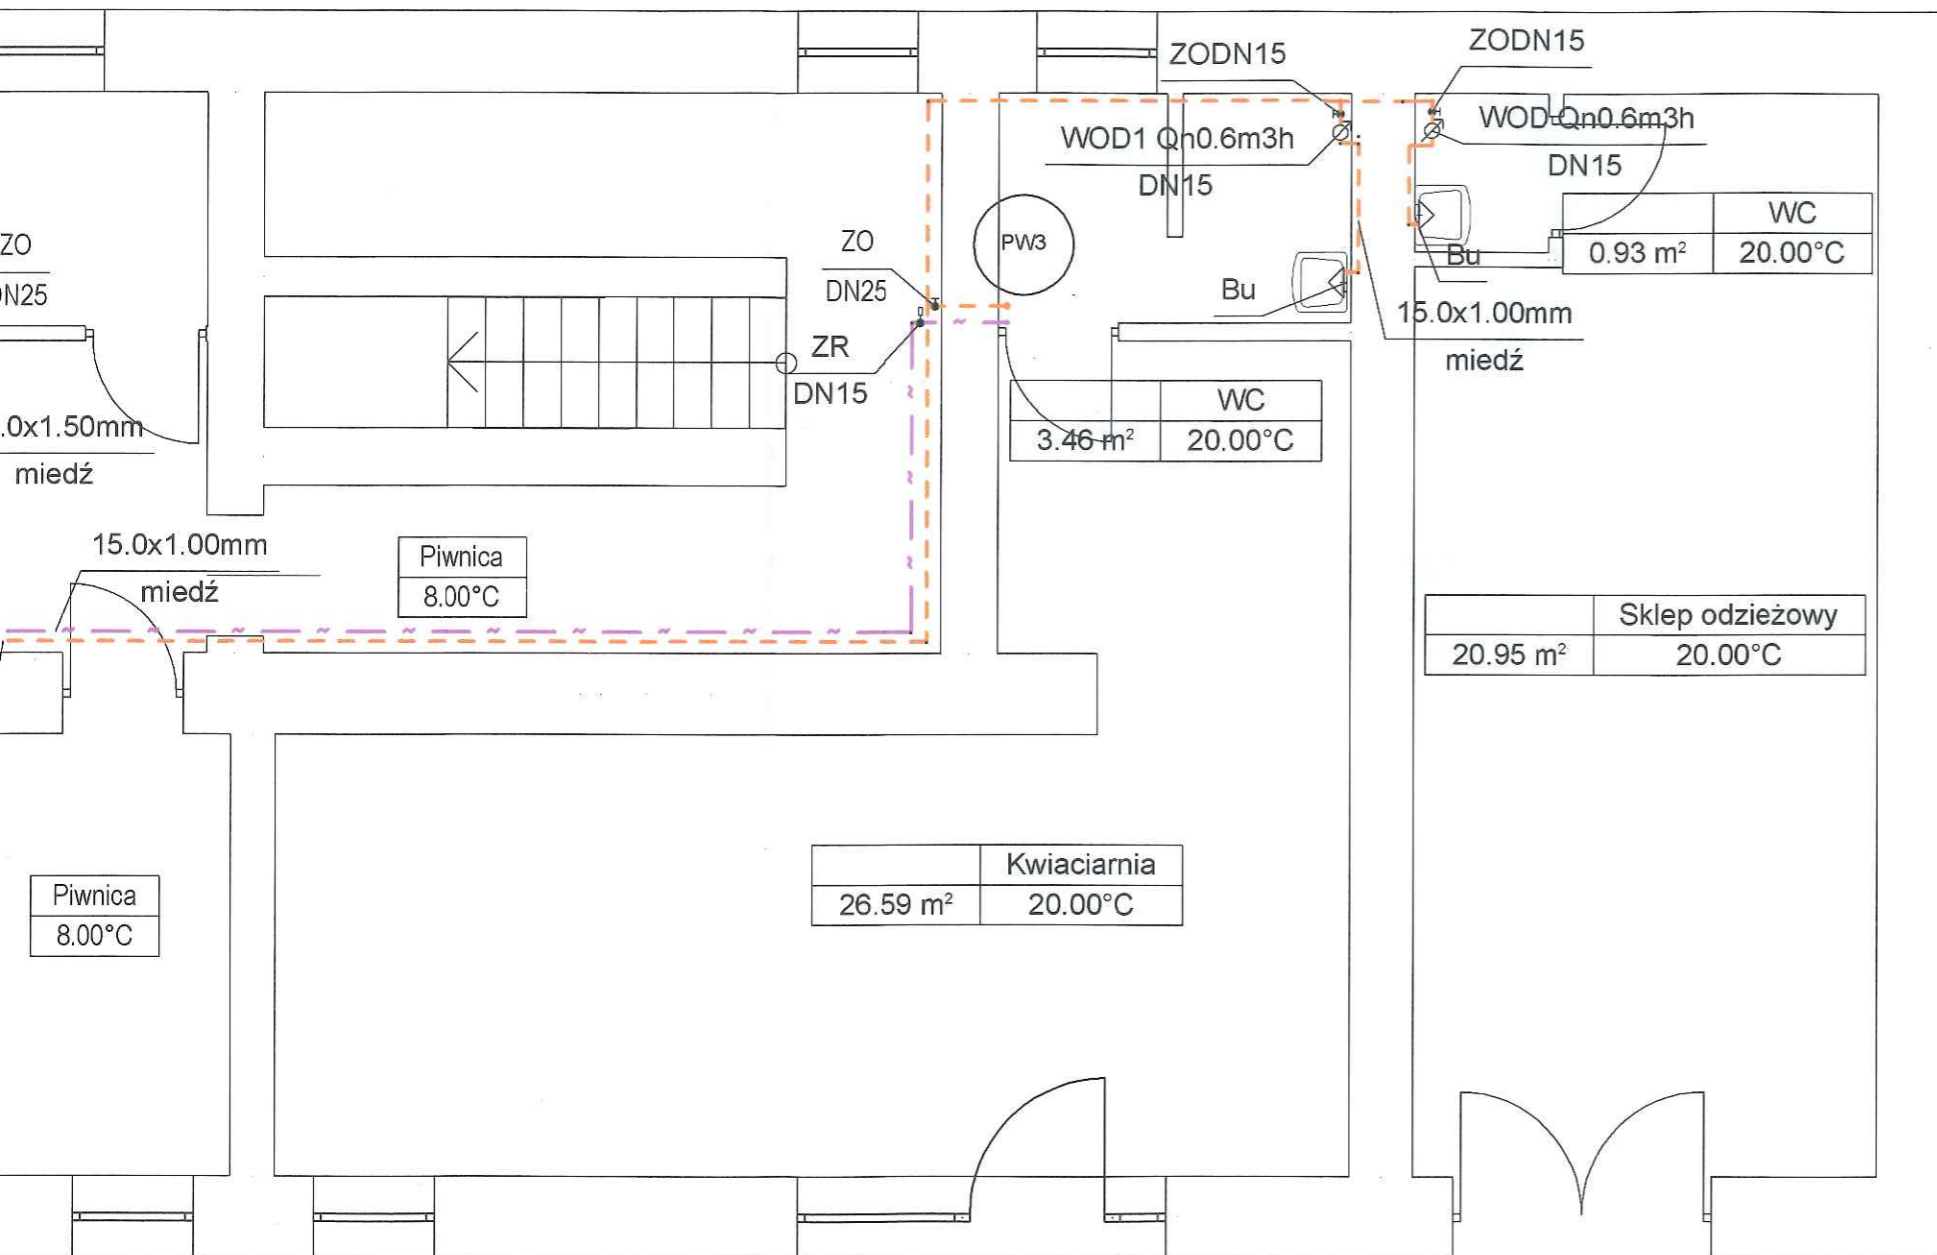 ZODN15
ZODN15
WOD1 Qn0.6m3h
DN15
WOD Qn0.6m3h
DN15
WC
0.93 m² 20.00°C
ZO
DN25
ZO
DN25
PW3
Bu
Bu
15.0x1.00mm
miedź
ZR
DN15
WC
3.46 m² 20.00°C
.0x1.50mm
miedź
15.0x1.00mm
miedź
Piwnica
8.00°C
Sklep odzieżowy
20.95 m² 20.00°C
Kwiaciarnia
26.59 m² 20.00°C
Piwnica
8.00°C